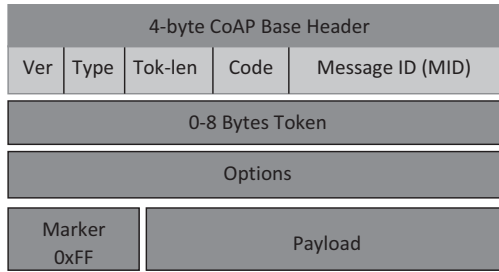 4-byte CoAP Base Header
Ver Type Tok-len Code Message ID (MID)
0-8 Bytes Token
Options
Marker
0xFF
Payload